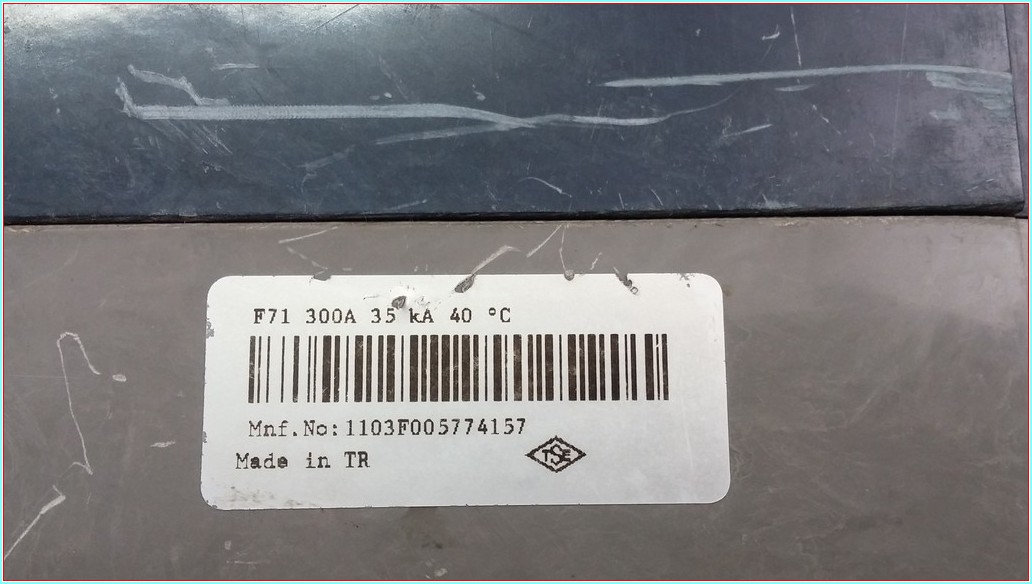 F71 300A 35 kA 40 °C
Mnf.No:1103F005774157
Made in TR
TSE